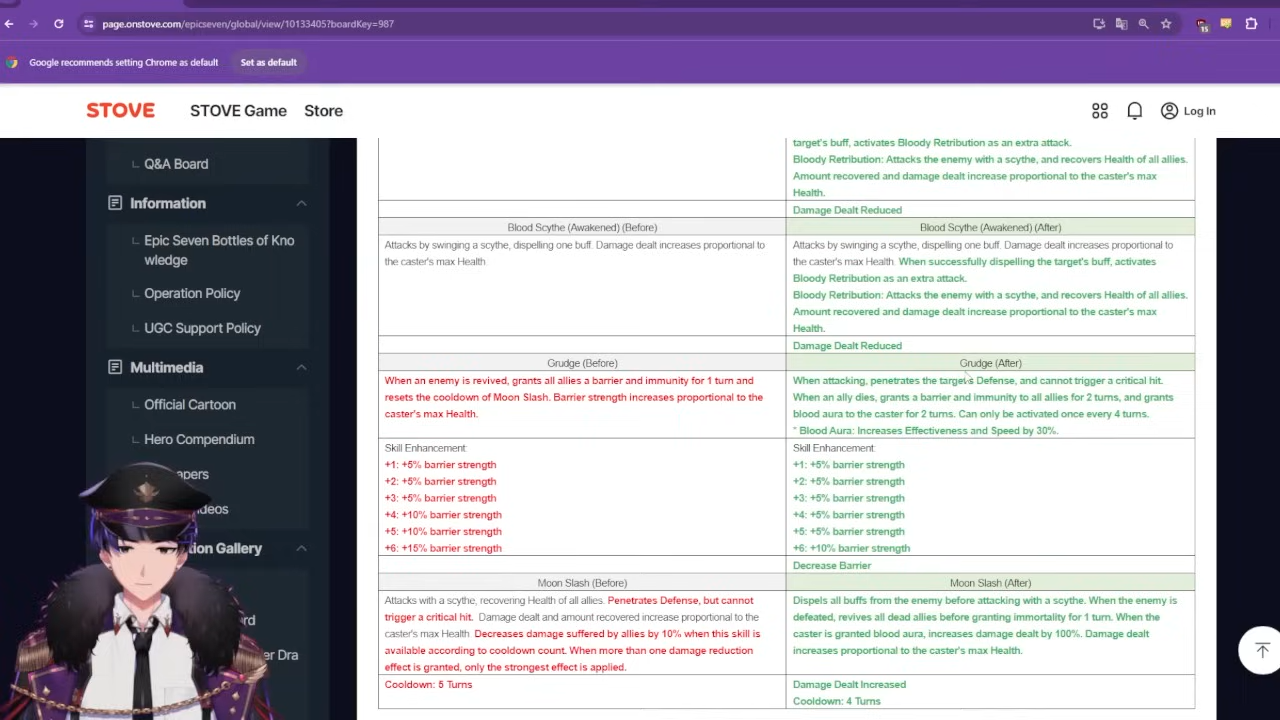 page.onstove.com/epicseven/global/view/10133405?boardKey=987
15
Google recommends setting Chrome as default
Set as default
STOVE
STOVE Game
Store
Log In
Q&A Board
Information
Epic Seven Bottles of Kno
wledge
Operation Policy
UGC Support Policy
Multimedia
Official Cartoon
Hero Compendium
apers
deos
on Gallery
rd
er Dra
target's buff, activates Bloody Retribution as an extra attack.
Bloody Retribution: Attacks the enemy with a scythe, and recovers Health of all allies.
Amount recovered and damage dealt increase proportional to the caster's max
Health.
Damage Dealt Reduced
Blood Scythe (Awakened) (Before)
Blood Scythe (Awakened) (After)
Attacks by swinging a scythe, dispelling one buff. Damage dealt increases proportional to
the caster's max Health
Attacks by swinging a scythe, dispelling one buff. Damage dealt increases proportional to
the caster's max Health. When successfully dispelling the target's buff, activates
Bloody Retribution as an extra attack.
Bloody Retribution: Attacks the enemy with a scythe, and recovers Health of all allies.
Amount recovered and damage dealt increase proportional to the caster's max
Health.
Damage Dealt Reduced
Grudge (Before)
Grudge (After)
When an enemy is revived, grants all allies a barrier and immunity for 1 turn and
resets the cooldown of Moon Slash. Barrier strength increases proportional to the
caster's max Health.
When attacking, penetrates the target's Defense, and cannot trigger a critical hit.
When an ally dies, grants a barrier and immunity to all allies for 2 turns, and grants
blood aura to the caster for 2 turns. Can only be activated once every 4 turns.
* Blood Aura: Increases Effectiveness and Speed by 30%.
Skill Enhancement:
+1: +5% barrier strength
+2: +5% barrier strength
+3: +5% barrier strength
+4: +10% barrier strength
+5: +10% barrier strength
+6: +15% barrier strength
Skill Enhancement:
+1: +5% barrier strength
+2: +5% barrier strength
+3: +5% barrier strength
+4: +5% barrier strength
+5: +5% barrier strength
+6: +10% barrier strength
Decrease Barrier
Moon Slash (Before)
Moon Slash (After)
Attacks with a scythe, recovering Health of all allies. Penetrates Defense, but cannot
trigger a critical hit. Damage dealt and amount recovered increase proportional to the
caster's max Health. Decreases damage suffered by allies by 10% when this skill is
available according to cooldown count. When more than one damage reduction
effect is granted, only the strongest effect is applied.
Cooldown: 5 Turns
Dispels all buffs from the enemy before attacking with a scythe. When the enemy is
defeated, revives all dead allies before granting immortality for 1 turn. When the
caster is granted blood aura, increases damage dealt by 100%. Damage dealt
increases proportional to the caster's max Health.
Damage Dealt Increased
Cooldown: 4 Turns